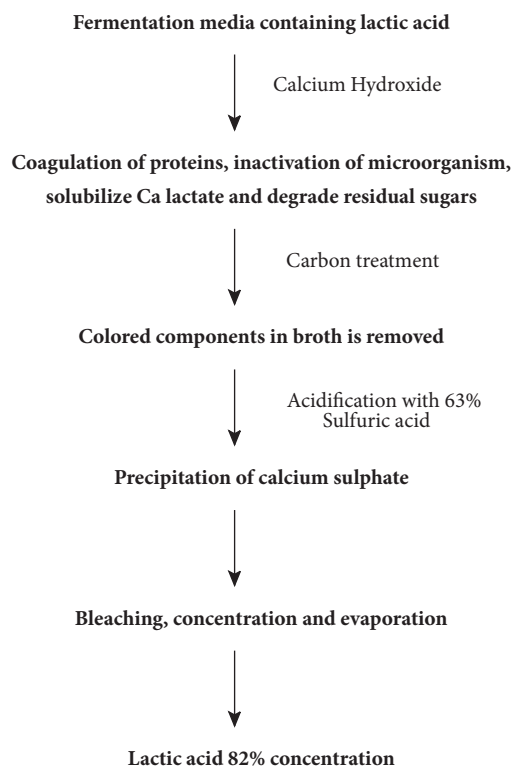 Fermentation media containing lactic acid
Calcium Hydroxide
Coagulation of proteins, inactivation of microorganism,
solubilize Ca lactate and degrade residual sugars
Carbon treatment
Colored components in broth is removed
Acidification with 63%
Sulfuric acid
Precipitation of calcium sulphate
Bleaching, concentration and evaporation
Lactic acid 82% concentration